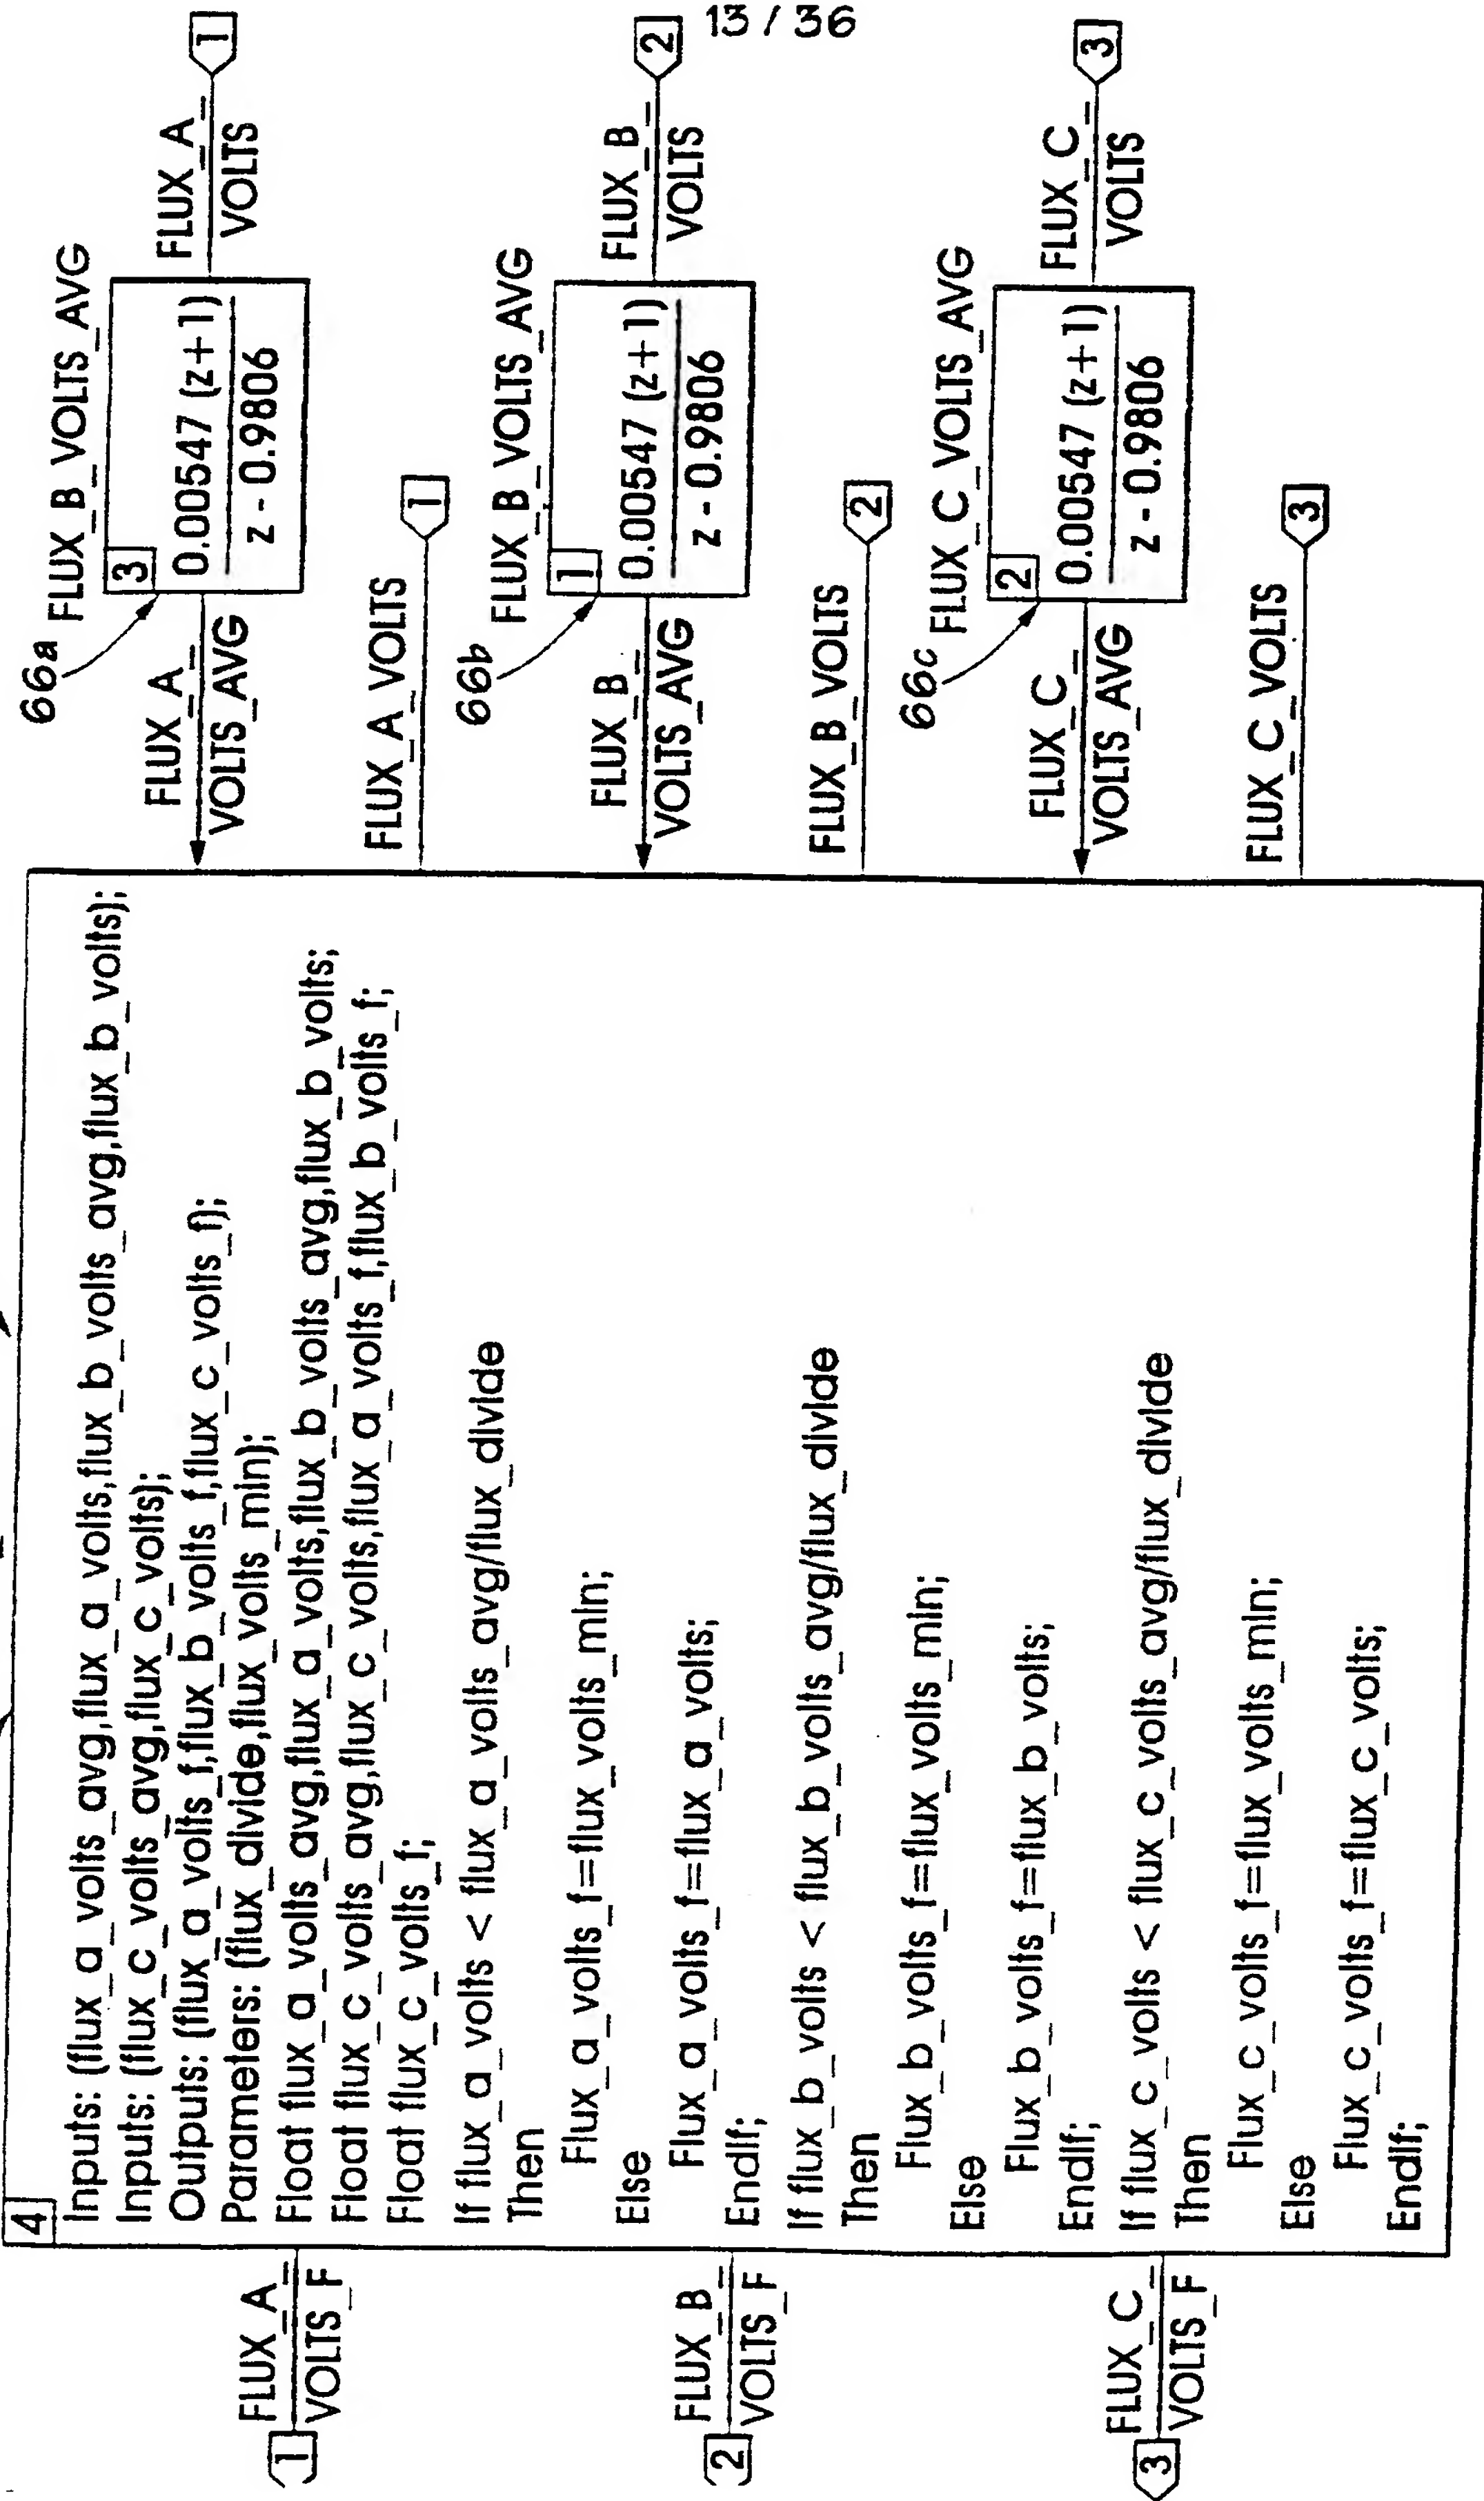 13 / 36
4
Inputs: (flux_a_volts_avg,flux_a_volts,flux_b_volts_avg,flux_b_volts);
Inputs: (flux_c_volts_avg,flux_c_volts);
Outputs: (flux_a_volts_f,flux_b_volts_f,flux_c_volts_f);
Parameters: (flux_divide,flux_volts_min);
Float flux_a_volts_avg,flux_a_volts,flux_b_volts_avg,flux_b_volts;
Float flux_c_volts_avg,flux_c_volts,flux_a_volts_f,flux_b_volts_f;
Float flux_c_volts_f;
If flux_a_volts < flux_a_volts_avg/flux_divide
Then
Flux_a_volts_f=flux_volts_min;
Else
Flux_a_volts_f=flux_a_volts;
Endif;
If flux_b_volts < flux_b_volts_avg/flux_divide
Then
Flux_b_volts_f=flux_volts_min;
Else
Flux_b_volts_f=flux_b_volts;
Endif;
If flux_c_volts < flux_c_volts_avg/flux_divide
Then
Flux_c_volts_f=flux_volts_min;
Else
Flux_c_volts_f=flux_c_volts;
Endif;
FLUX_A_
VOLTS_F
1
FLUX_B_
VOLTS_F
2
FLUX_C_
VOLTS_F
3
66a
FLUX_B_VOLTS_AVG
3
0.00547 (z+1)
z - 0.9806
FLUX_A_
VOLTS_AVG
FLUX_A_
VOLTS
1
FLUX_A_VOLTS
1
66b
FLUX_B_VOLTS_AVG
1
0.00547 (z+1)
z - 0.9806
FLUX_B_
VOLTS_AVG
FLUX_B_
VOLTS
2
FLUX_B_VOLTS
2
66c
FLUX_C_VOLTS_AVG
2
0.00547 (z+1)
z - 0.9806
FLUX_C_
VOLTS_AVG
FLUX_C_
VOLTS
3
FLUX_C_VOLTS
3